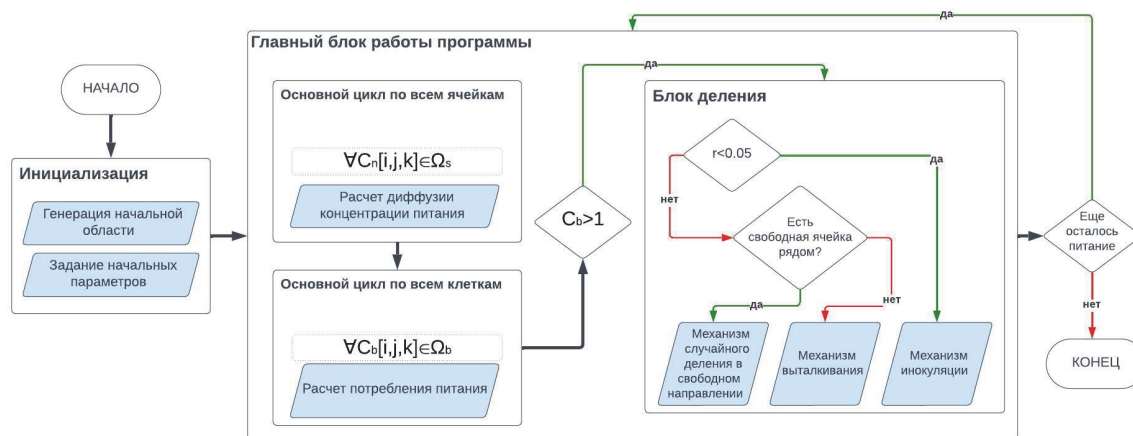 НАЧАЛО
Инициализация
Генерация начальной
области
Задание начальных
параметров
Главный блок работы программы
Основной цикл по всем ячейкам
∀Cₙ[i,j,k]∈Ωₛ
Расчет диффузии
концентрации питания
Основной цикл по всем клеткам
∀C_b[i,j,k]∈Ω_b
Расчет потребления питания
C_b>1
да
Блок деления
r<0.05
да
нет
Есть
свободная ячейка
рядом?
да
нет
Механизм
случайного
деления в
свободном
направлении
Механизм
выталкивания
Механизм
инокуляции
да
Еще
осталось
питание
нет
КОНЕЦ